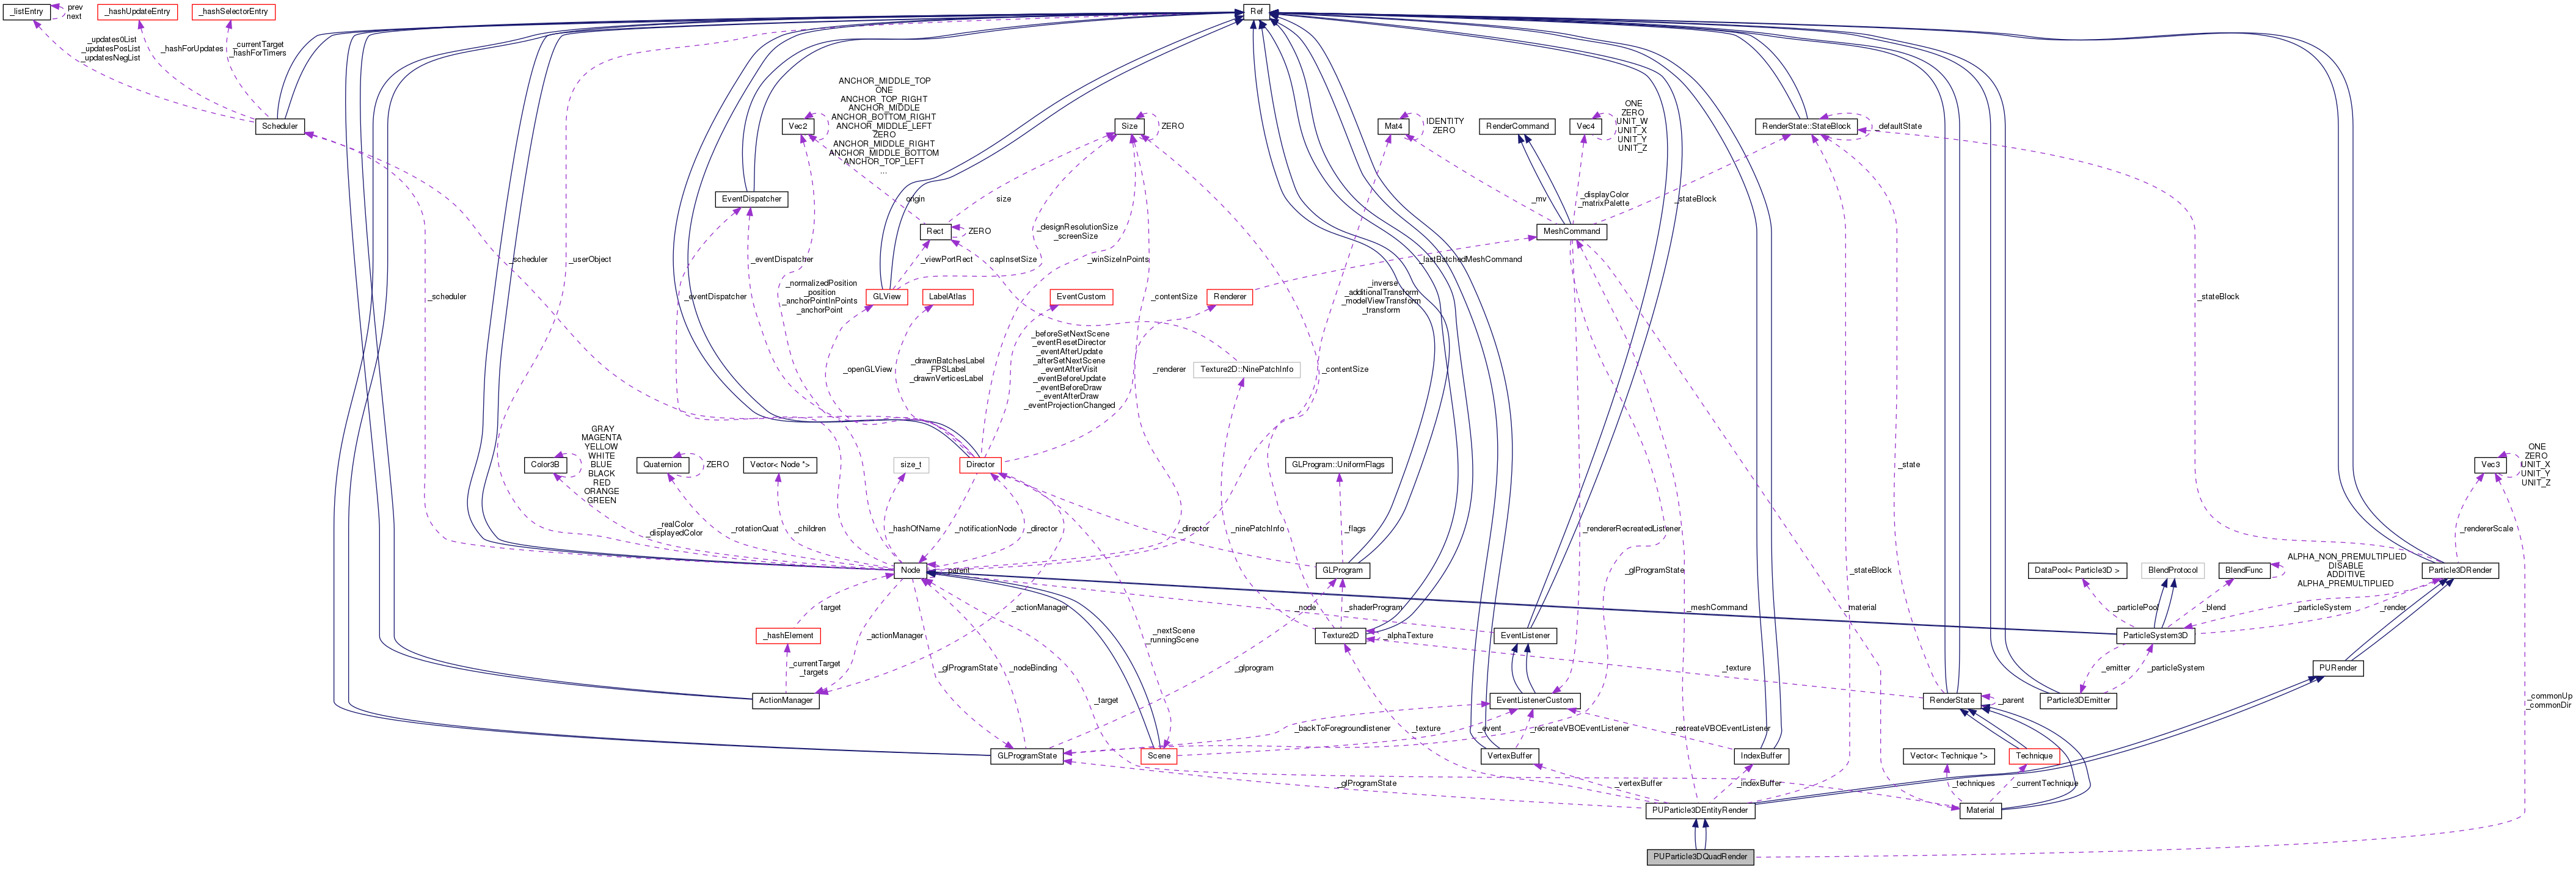 Ref
_listEntry
prev
next
_hashUpdateEntry
_hashSelectorEntry
_updates0List
_updatesPosList
_updatesNegList
_hashForUpdates
_currentTarget
_hashForTimers
Scheduler
Vec2
ANCHOR_MIDDLE_TOP
ONE
ANCHOR_TOP_RIGHT
ANCHOR_MIDDLE
ANCHOR_BOTTOM_RIGHT
ANCHOR_MIDDLE_LEFT
ZERO
ANCHOR_MIDDLE_RIGHT
ANCHOR_MIDDLE_BOTTOM
ANCHOR_TOP_LEFT
...
Size
ZERO
Mat4
IDENTITY
ZERO
RenderCommand
Vec4
ONE
ZERO
UNIT_W
UNIT_X
UNIT_Y
UNIT_Z
RenderState::StateBlock
_defaultState
EventDispatcher
origin
size
_mv
_displayColor
_matrixPalette
_stateBlock
Rect
ZERO
_designResolutionSize
_screenSize
MeshCommand
_scheduler
_userObject
_eventDispatcher
_viewPortRect
capInsetSize
_winSizeInPoints
_lastBatchedMeshCommand
_scheduler
_eventDispatcher
_normalizedPosition
_position
_anchorPointInPoints
_anchorPoint
GLView
LabelAtlas
EventCustom
_contentSize
Renderer
_inverse
_additionalTransform
_modelViewTransform
_transform
_stateBlock
_openGLView
_drawnBatchesLabel
_FPSLabel
_drawnVerticesLabel
_beforeSetNextScene
_eventResetDirector
_eventAfterUpdate
_afterSetNextScene
_eventAfterVisit
_eventBeforeUpdate
_eventBeforeDraw
_eventAfterDraw
_eventProjectionChanged
_renderer
Texture2D::NinePatchInfo
_contentSize
Color3B
GRAY
MAGENTA
YELLOW
WHITE
BLUE
BLACK
RED
ORANGE
GREEN
Quaternion
ZERO
Vector< Node *>
size_t
Director
GLProgram::UniformFlags
_state
Vec3
ONE
ZERO
UNIT_X
UNIT_Y
UNIT_Z
_realColor
_displayedColor
_rotationQuat
_children
_hashOfName
_notificationNode
_director
_director
_ninePatchInfo
_flags
_rendererRecreatedListener
_rendererScale
Node
_parent
GLProgram
_glProgramState
_stateBlock
DataPool< Particle3D >
BlendProtocol
BlendFunc
ALPHA_NON_PREMULTIPLIED
DISABLE
ADDITIVE
ALPHA_PREMULTIPLIED
Particle3DRender
target
_actionManager
node
_shaderProgram
_meshCommand
_material
_particlePool
_blend
_particleSystem
_render
_hashElement
_actionManager
_nextScene
_runningScene
Texture2D
_alphaTexture
EventListener
ParticleSystem3D
_currentTarget
_targets
_glProgramState
_nodeBinding
_glprogram
_texture
_emitter
_particleSystem
PURender
ActionManager
_target
EventListenerCustom
RenderState
_parent
Particle3DEmitter
_commonUp
_commonDir
_backToForegroundlistener
_texture
_event
_recreateVBOEventListener
_recreateVBOEventListener
GLProgramState
Scene
VertexBuffer
IndexBuffer
Vector< Technique *>
Technique
_glProgramState
_vertexBuffer
_indexBuffer
_techniques
_currentTechnique
PUParticle3DEntityRender
Material
PUParticle3DQuadRender